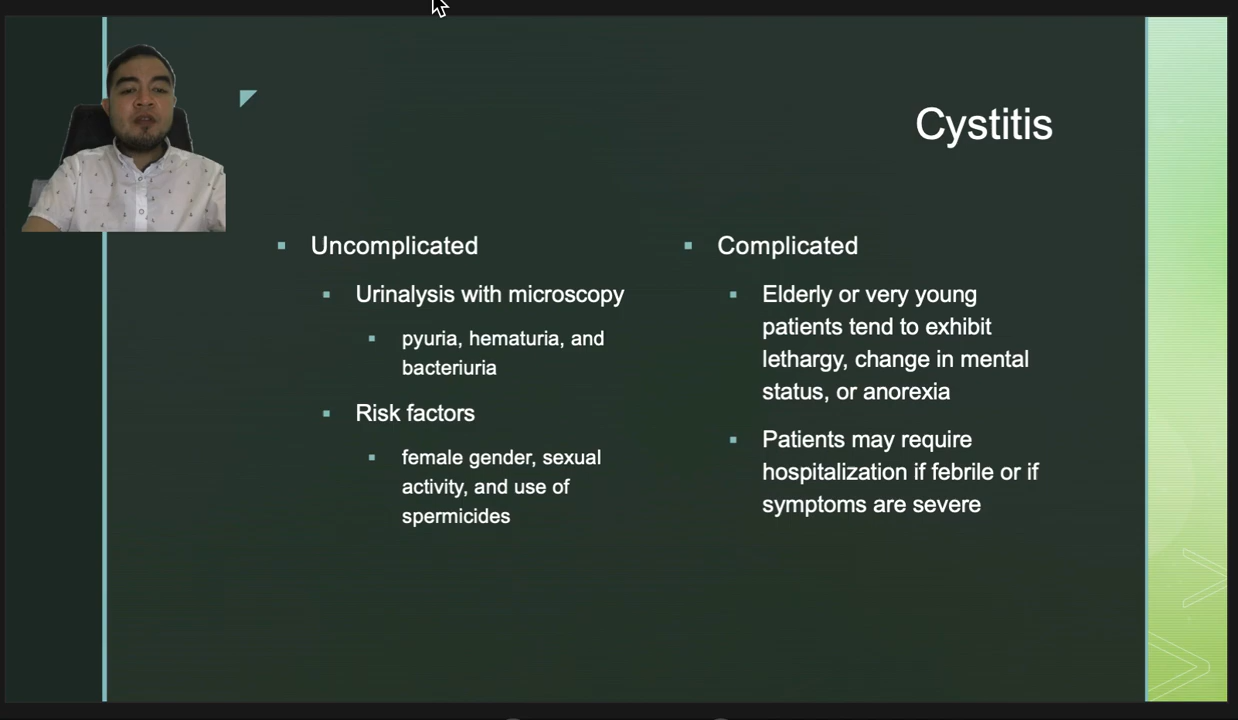 Cystitis
Uncomplicated
Urinalysis with microscopy
pyuria, hematuria, and
bacteriuria
Risk factors
female gender, sexual
activity, and use of
spermicides
Complicated
Elderly or very young
patients tend to exhibit
lethargy, change in mental
status, or anorexia
Patients may require
hospitalization if febrile or if
symptoms are severe